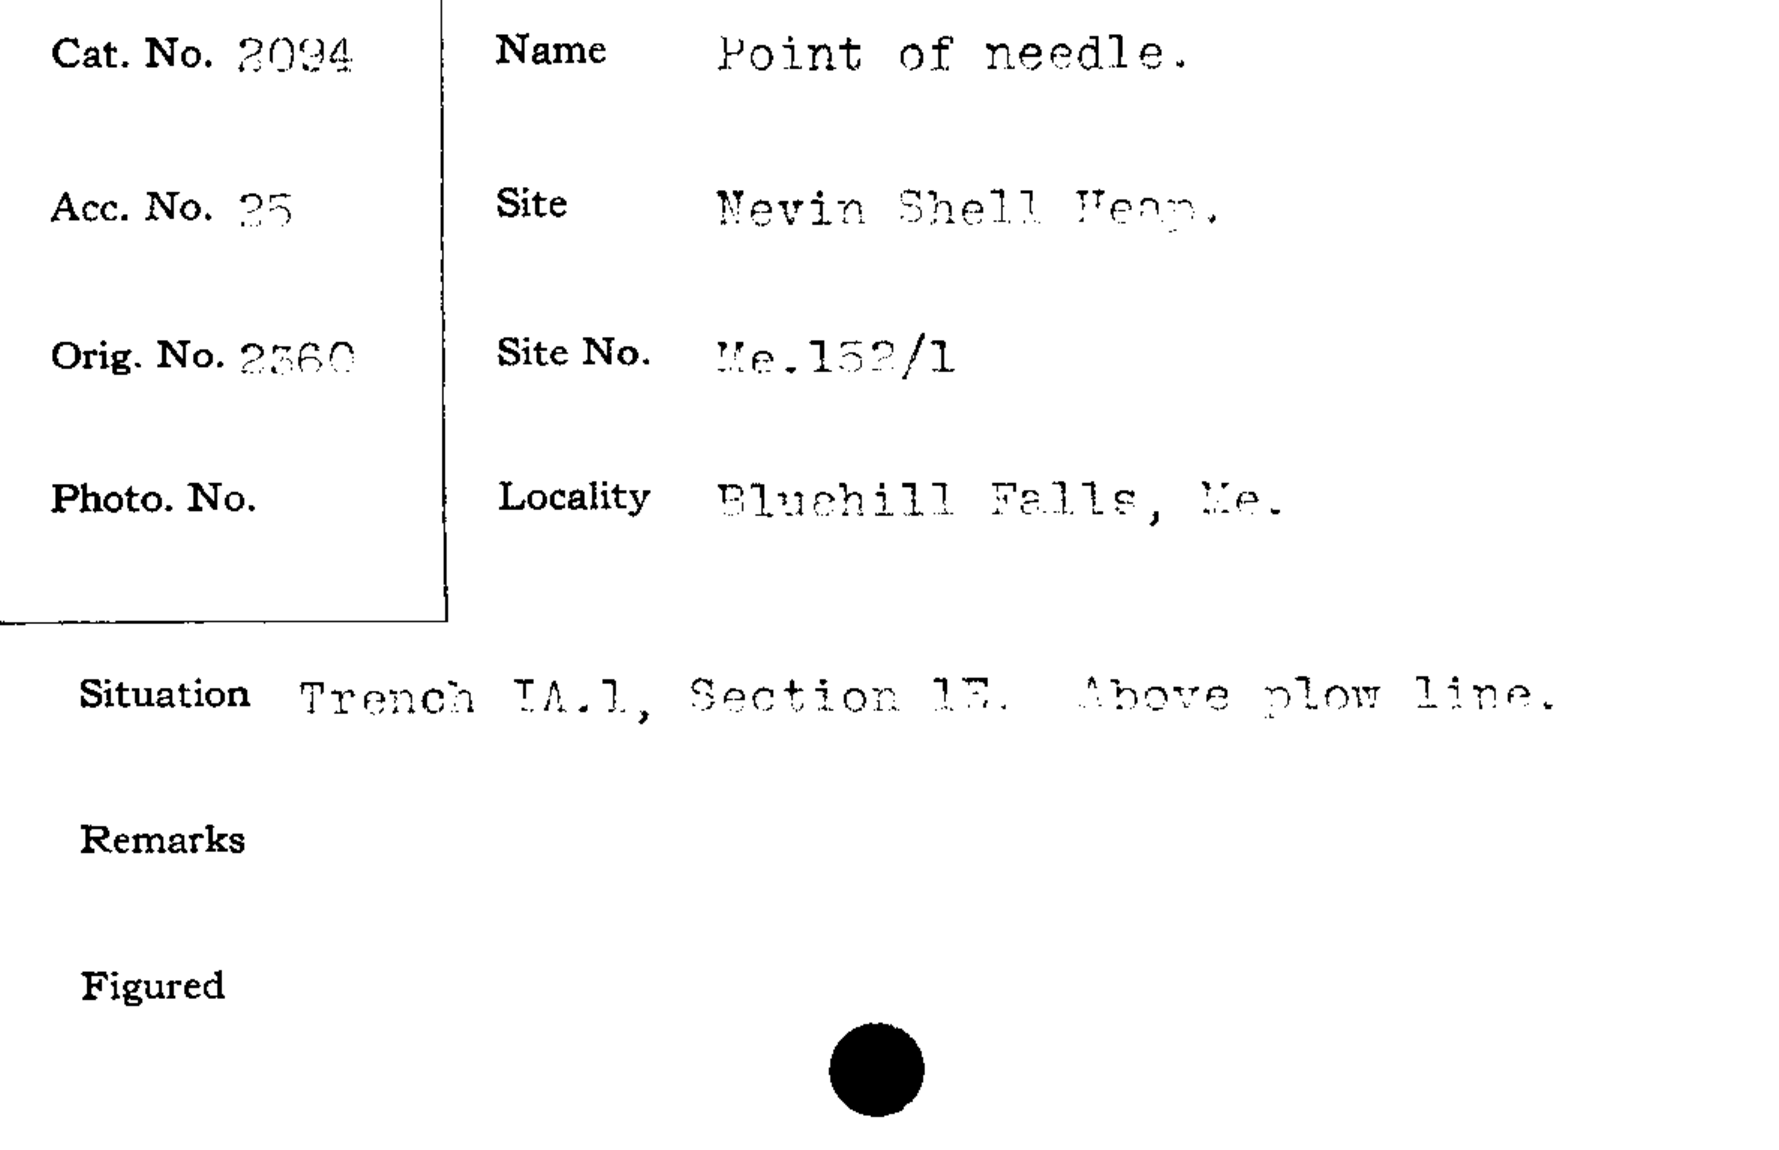 Cat. No. 2094 Name Point of needle.
Acc. No. 25 Site Nevin Shell Heap.
Orig. No. 2360 Site No. Me.152/1
Photo. No. Locality Bluehill Falls, Me.
Situation Trench IA.1, Section 1E. Above plow line.
Remarks
Figured